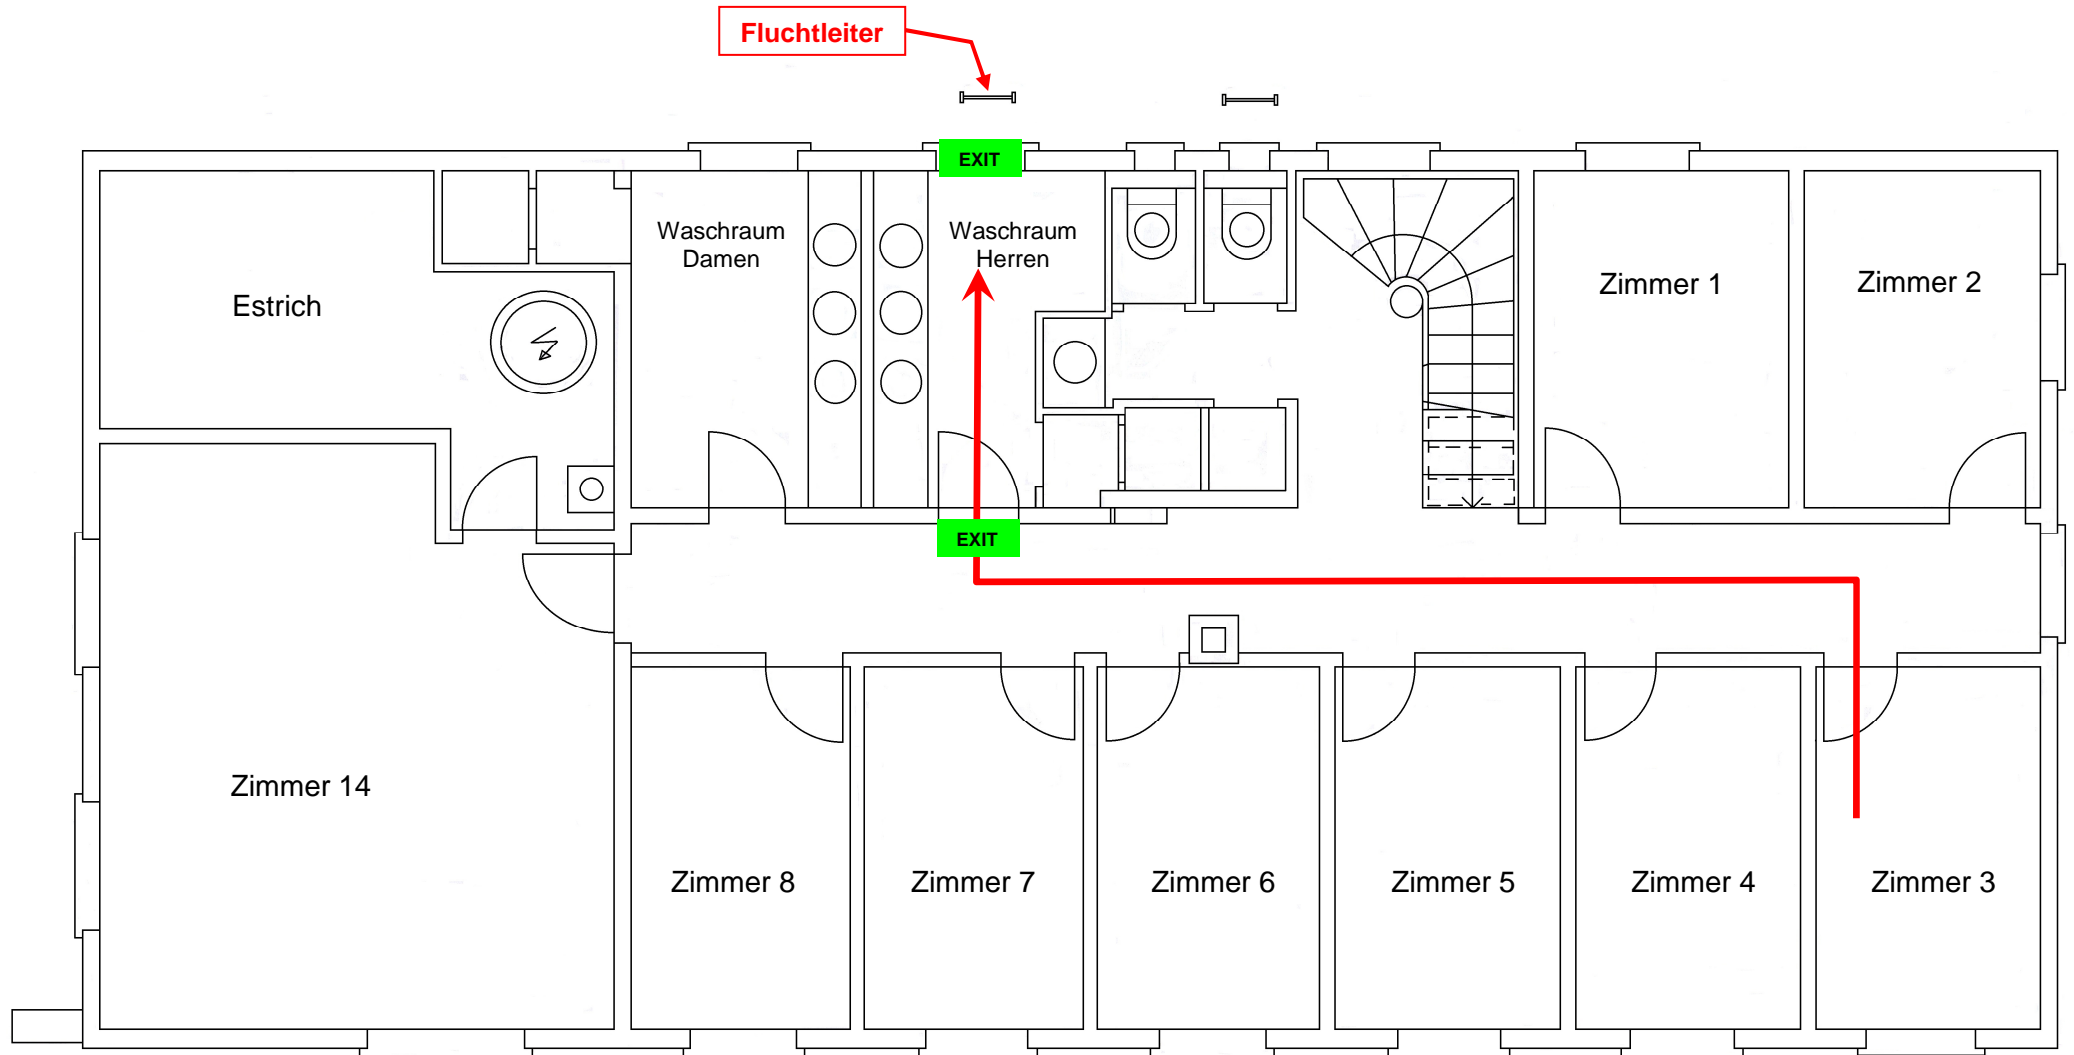 Fluchtleiter
EXIT
Waschraum
Damen
Waschraum
Herren
Estrich
Zimmer 1
Zimmer 2
EXIT
Zimmer 14
Zimmer 8
Zimmer 7
Zimmer 6
Zimmer 5
Zimmer 4
Zimmer 3